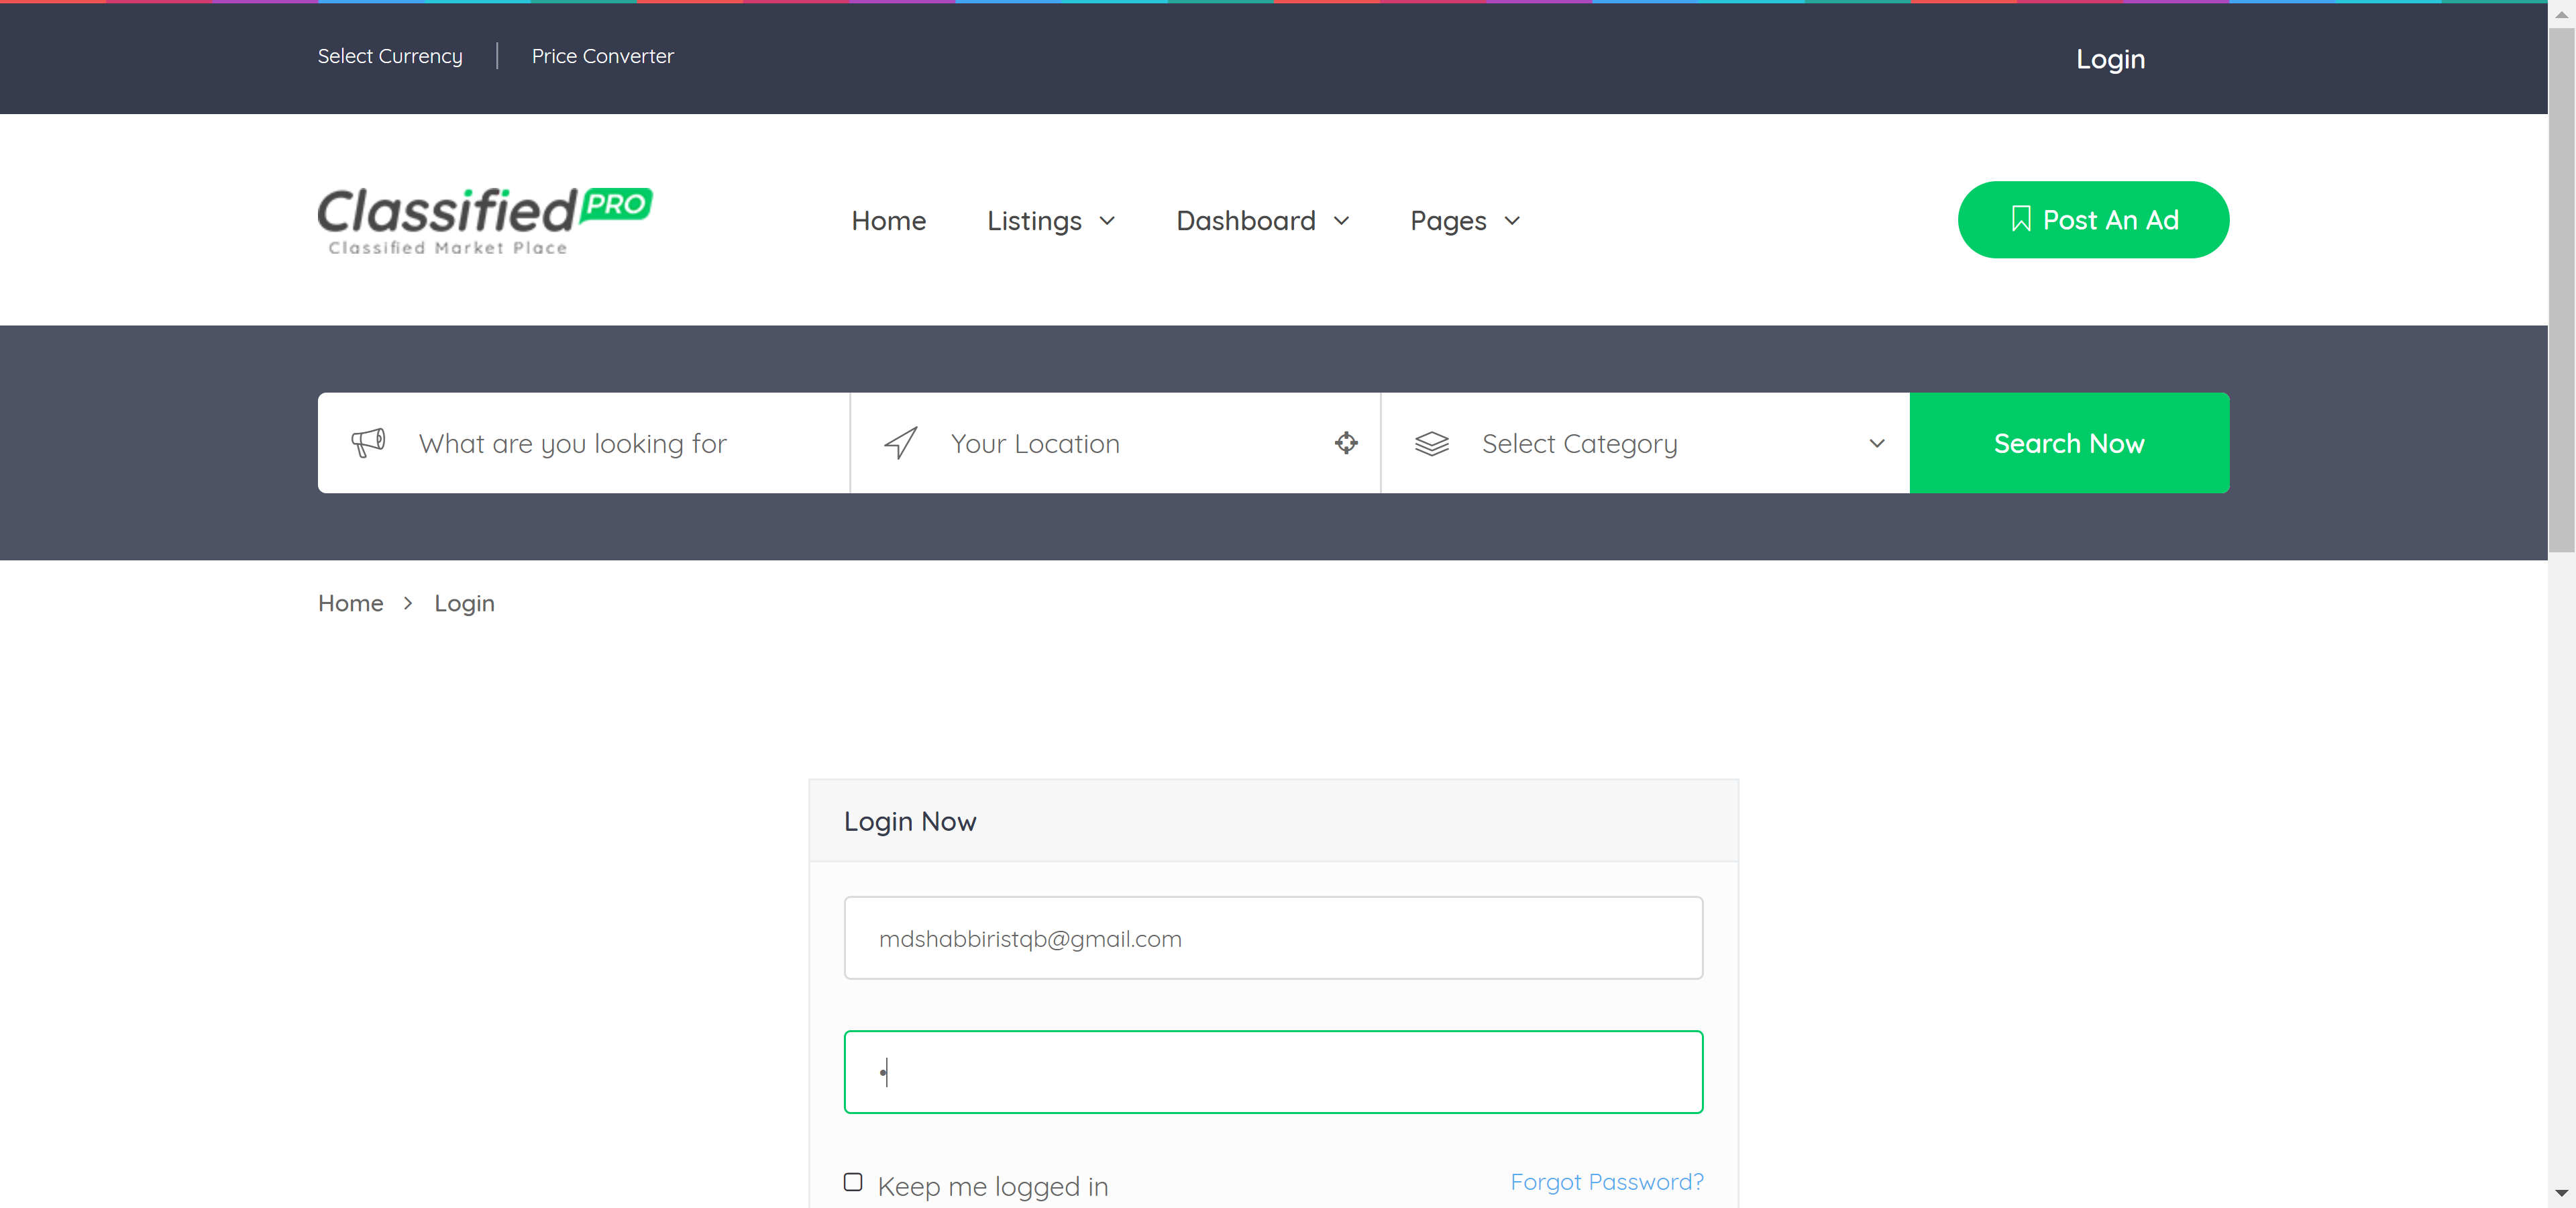 Select Currency
Price Converter
Login
Classified PRO
Classified Market Place
Home
Listings
Dashboard
Pages
Post An Ad
What are you looking for
Your Location
Select Category
Search Now
Home > Login
Login Now
mdshabbiristqb@gmail.com
•
Keep me logged in
Forgot Password?